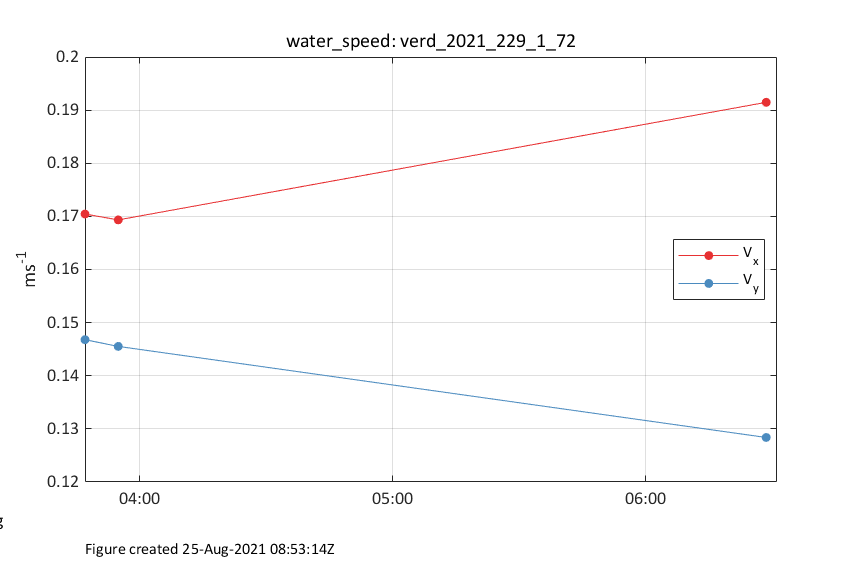 water_speed: verd_2021_229_1_72
0.2
0.19
0.18
0.17
0.16
0.15
0.14
0.13
0.12
ms-1
Vx
Vy
04:00 05:00 06:00
g
Figure created 25-Aug-2021 08:53:14Z